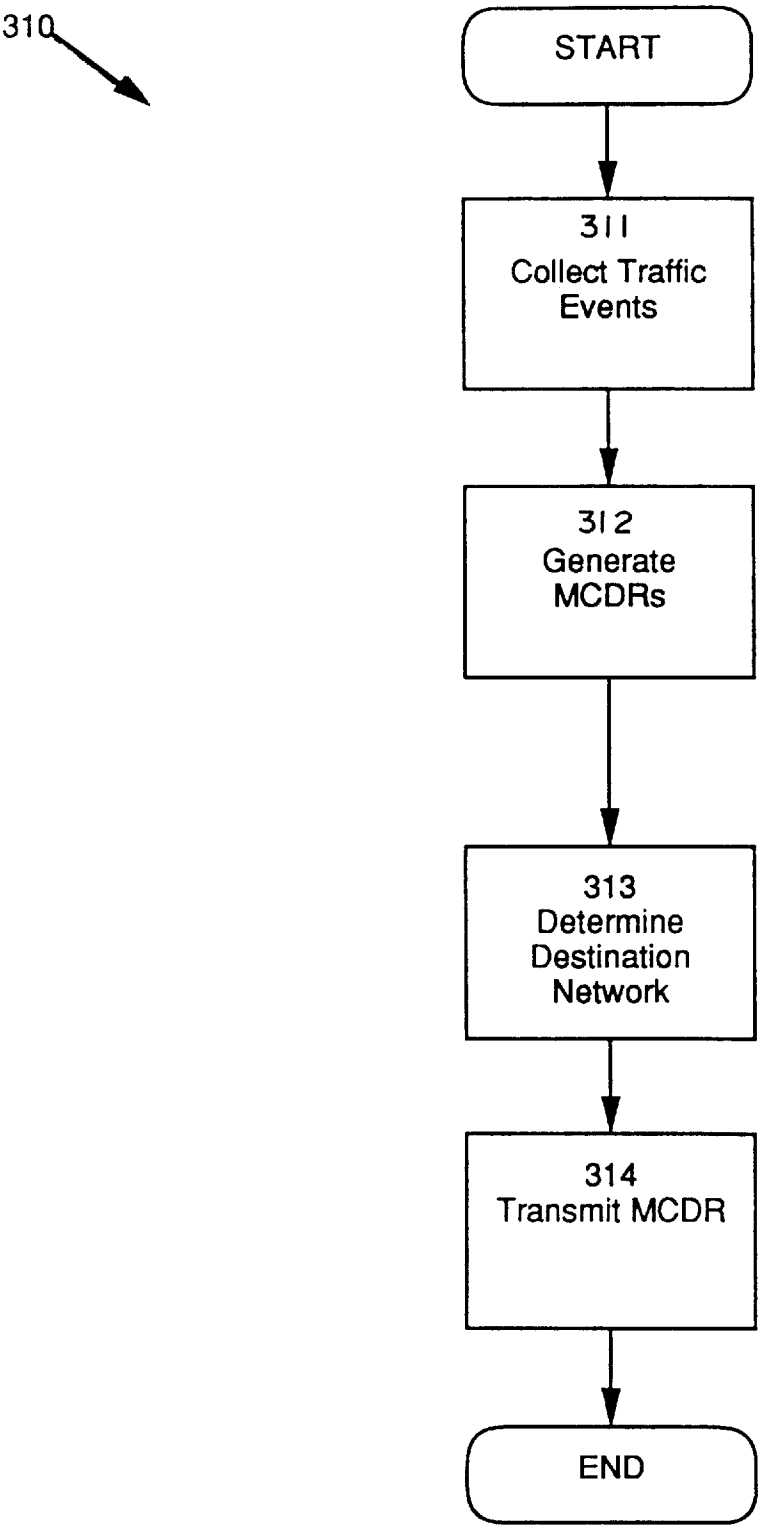 310
START
311
Collect Traffic
Events
312
Generate
MCDRs
313
Determine
Destination
Network
314
Transmit MCDR
END